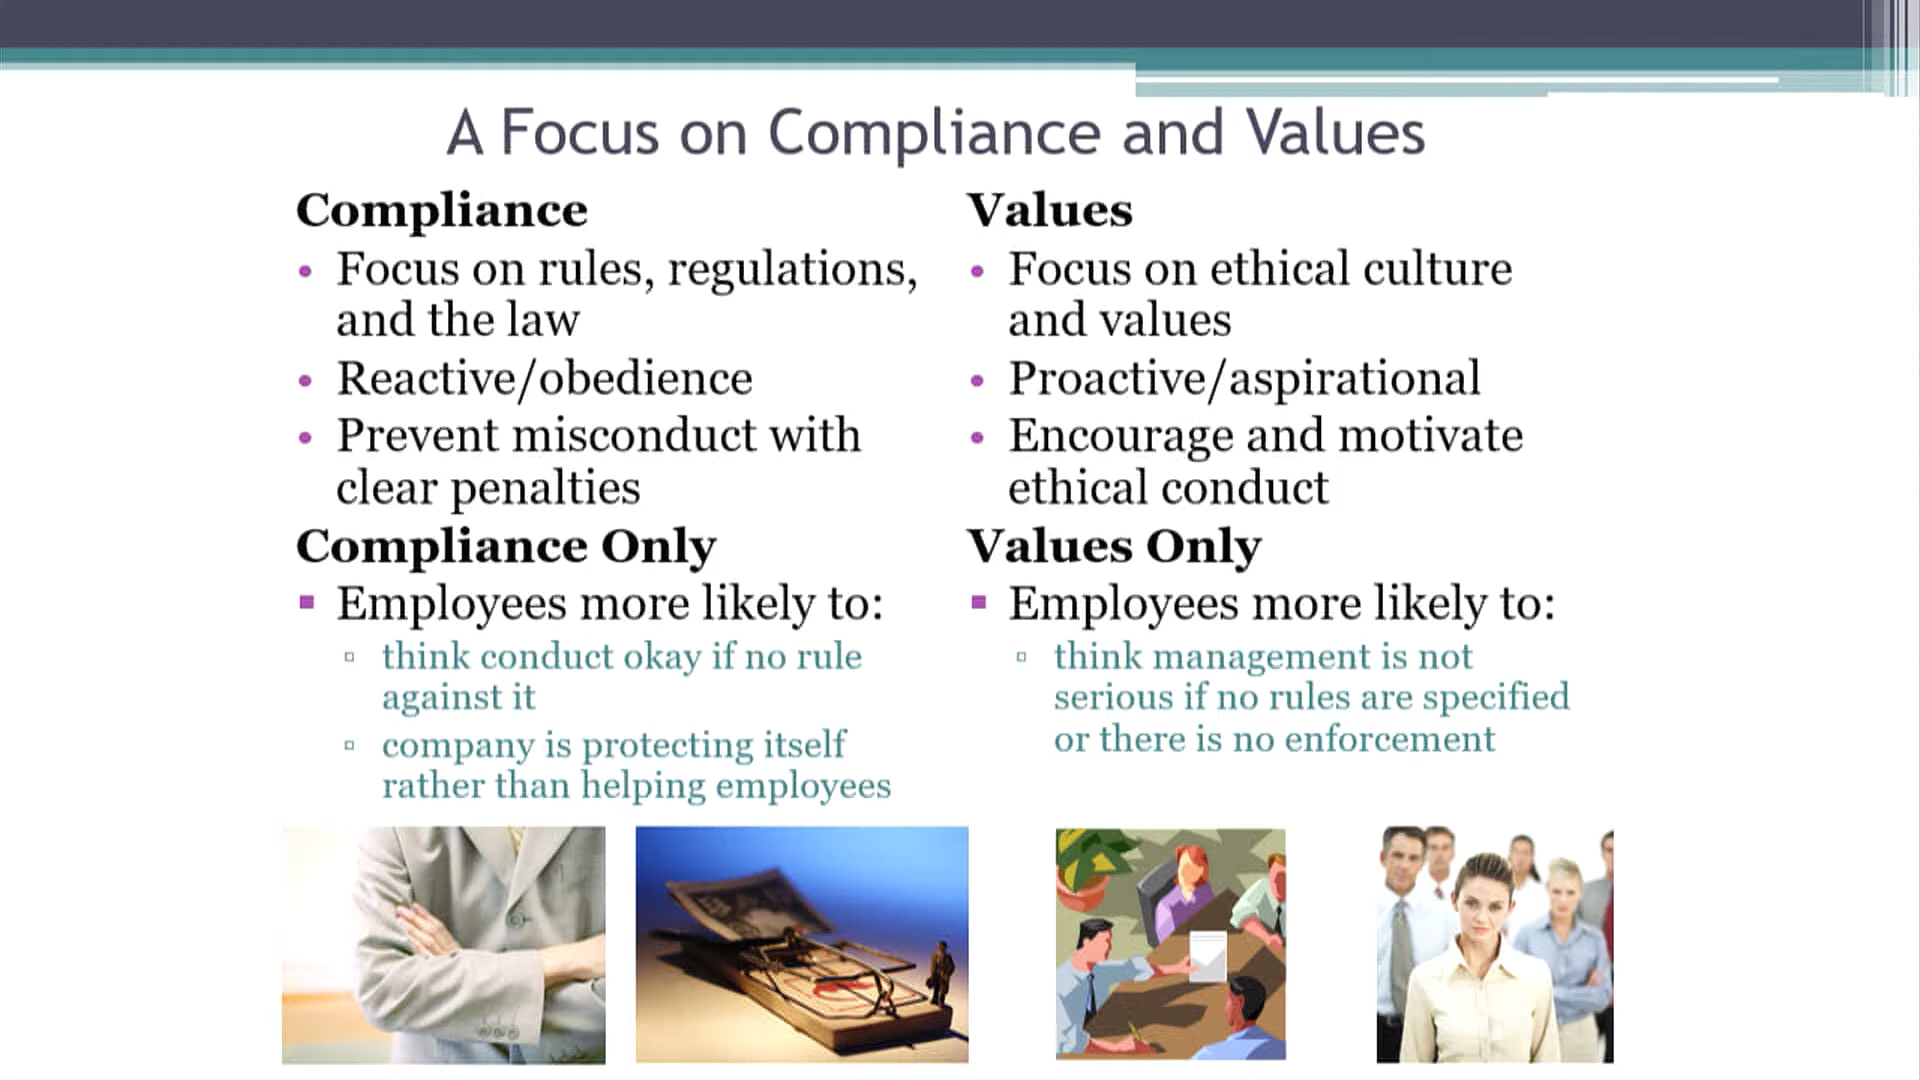 A Focus on Compliance and Values
Compliance
• Focus on rules, regulations,
and the law
• Reactive/obedience
• Prevent misconduct with
clear penalties
Compliance Only
▪ Employees more likely to:
▫ think conduct okay if no rule
against it
▫ company is protecting itself
rather than helping employees
Values
• Focus on ethical culture
and values
• Proactive/aspirational
• Encourage and motivate
ethical conduct
Values Only
▪ Employees more likely to:
▫ think management is not
serious if no rules are specified
or there is no enforcement